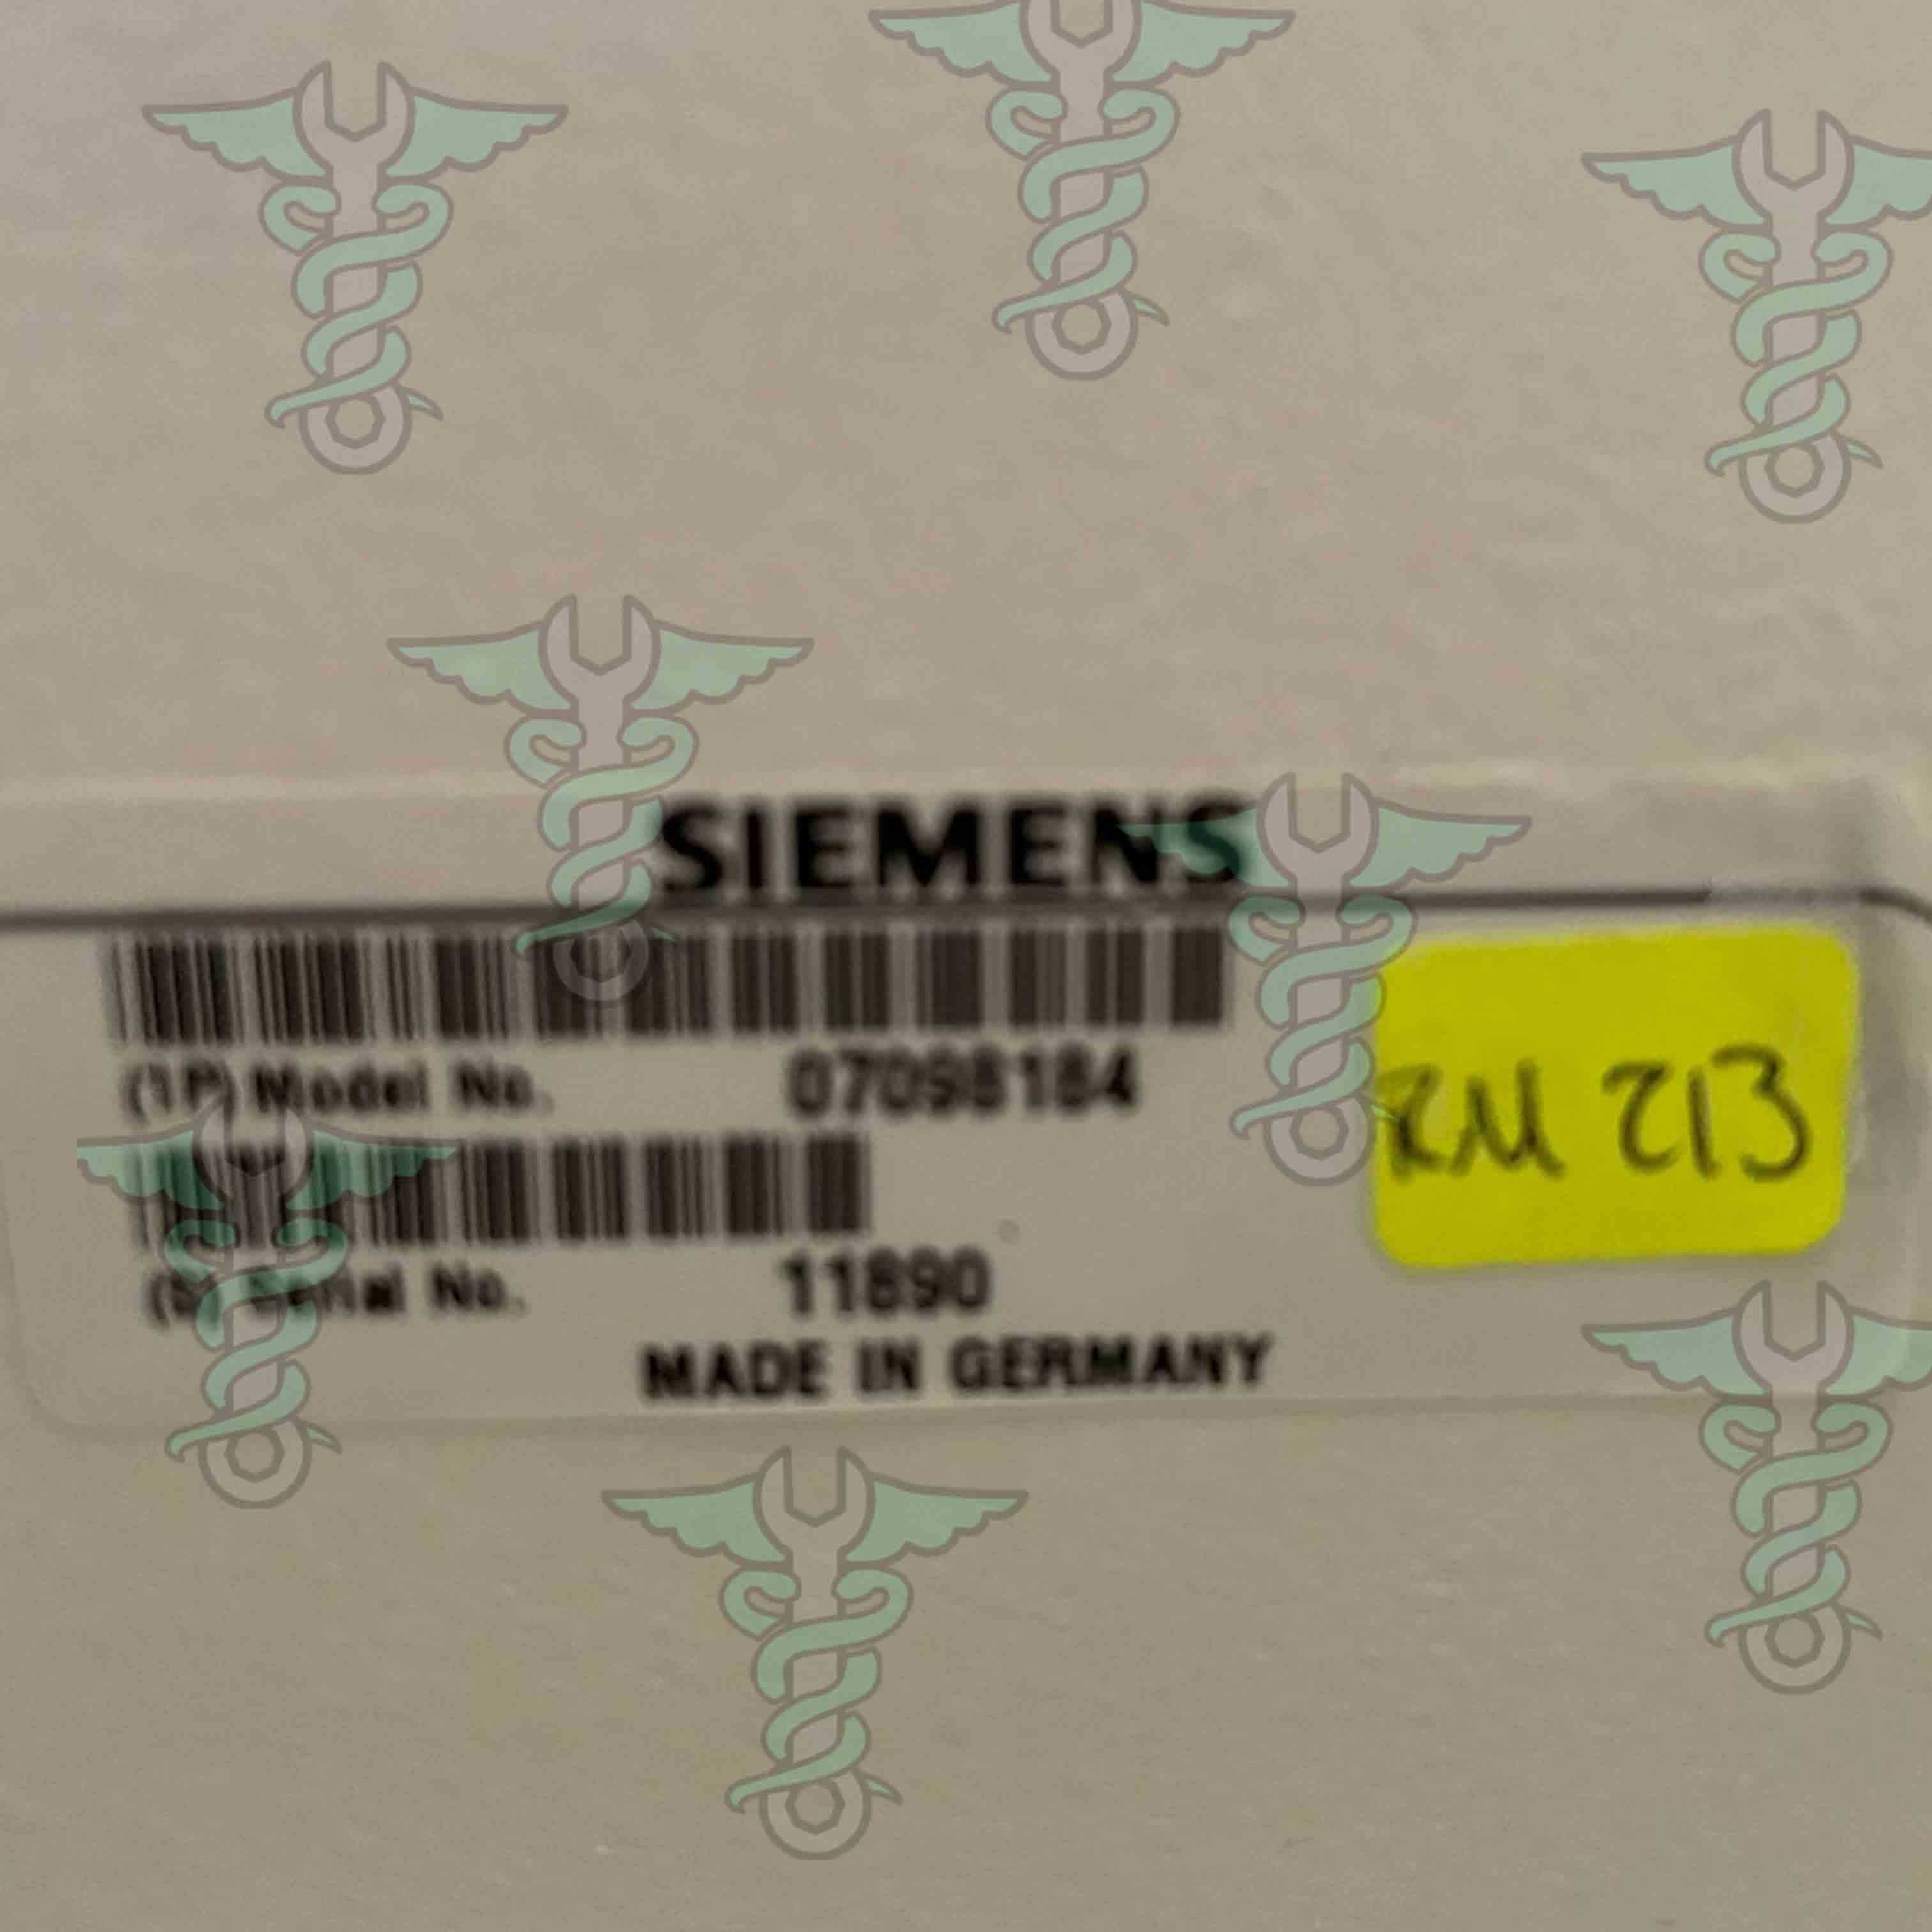 SIEMENS
(1P) Model No. 07098184
RM 213
(S) Serial No. 11890
MADE IN GERMANY